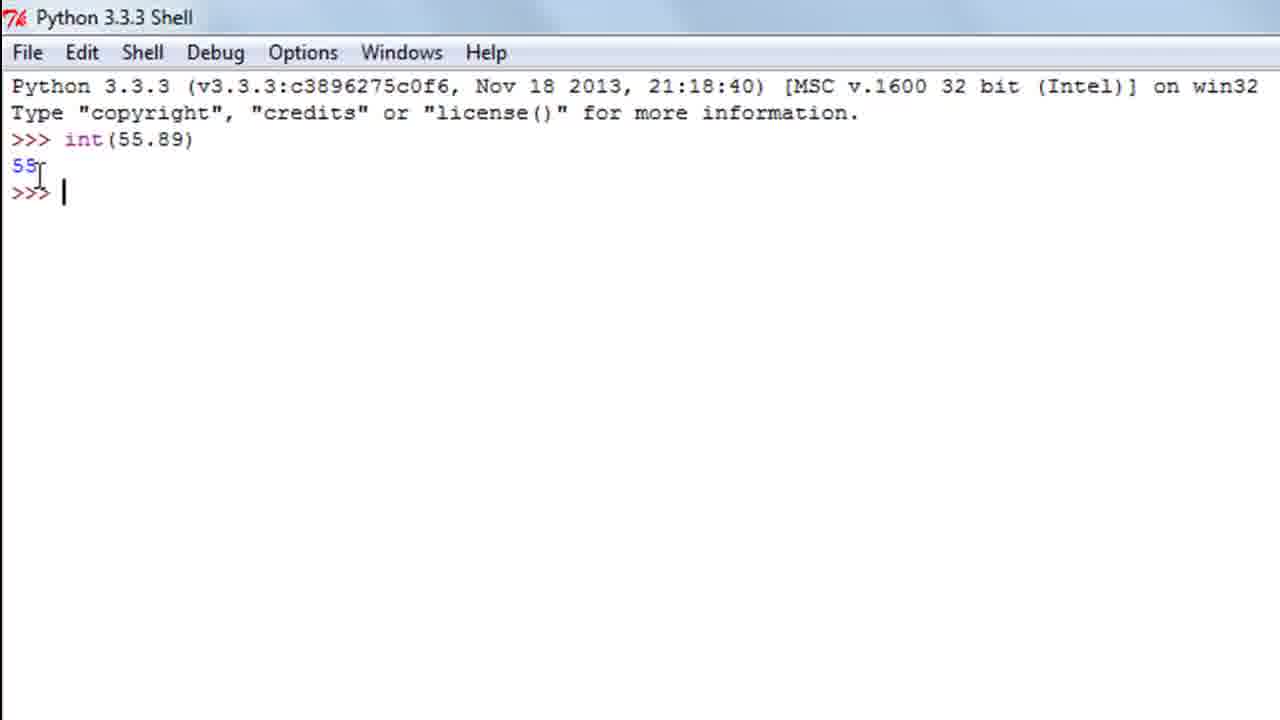 Python 3.3.3 Shell
File Edit Shell Debug Options Windows Help
Python 3.3.3 (v3.3.3:c3896275c0f6, Nov 18 2013, 21:18:40) [MSC v.1600 32 bit (Intel)] on win32
Type "copyright", "credits" or "license()" for more information.
>>> int(55.89)
55
>>>